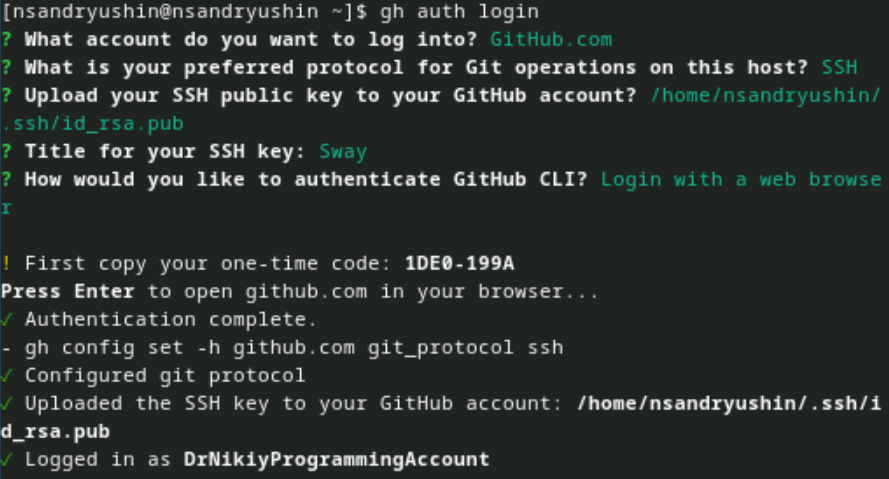 [nsandryushin@nsandryushin ~]$ gh auth login
? What account do you want to log into? GitHub.com
? What is your preferred protocol for Git operations on this host? SSH
? Upload your SSH public key to your GitHub account? /home/nsandryushin/
.ssh/id_rsa.pub
? Title for your SSH key: Sway
? How would you like to authenticate GitHub CLI? Login with a web browse
r
! First copy your one-time code: 1DE0-199A
Press Enter to open github.com in your browser...
✓ Authentication complete.
- gh config set -h github.com git_protocol ssh
✓ Configured git protocol
✓ Uploaded the SSH key to your GitHub account: /home/nsandryushin/.ssh/i
d_rsa.pub
✓ Logged in as DrNikiyProgrammingAccount